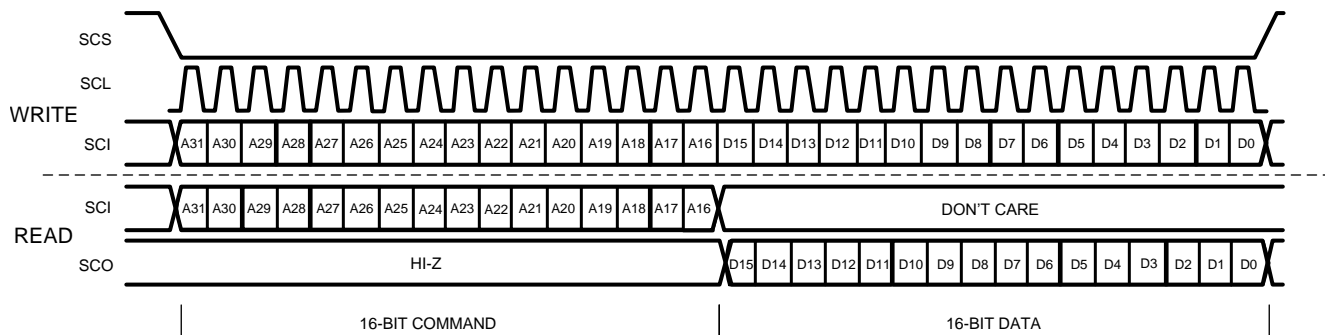 SCS
SCL
WRITE
SCI A31 A30 A29 A28 A27 A26 A25 A24 A23 A22 A21 A20 A19 A18 A17 A16 D15 D14 D13 D12 D11 D10 D9 D8 D7 D6 D5 D4 D3 D2 D1 D0
SCI A31 A30 A29 A28 A27 A26 A25 A24 A23 A22 A21 A20 A19 A18 A17 A16 DON'T CARE
READ
SCO HI-Z D15 D14 D13 D12 D11 D10 D9 D8 D7 D6 D5 D4 D3 D2 D1 D0
16-BIT COMMAND 16-BIT DATA